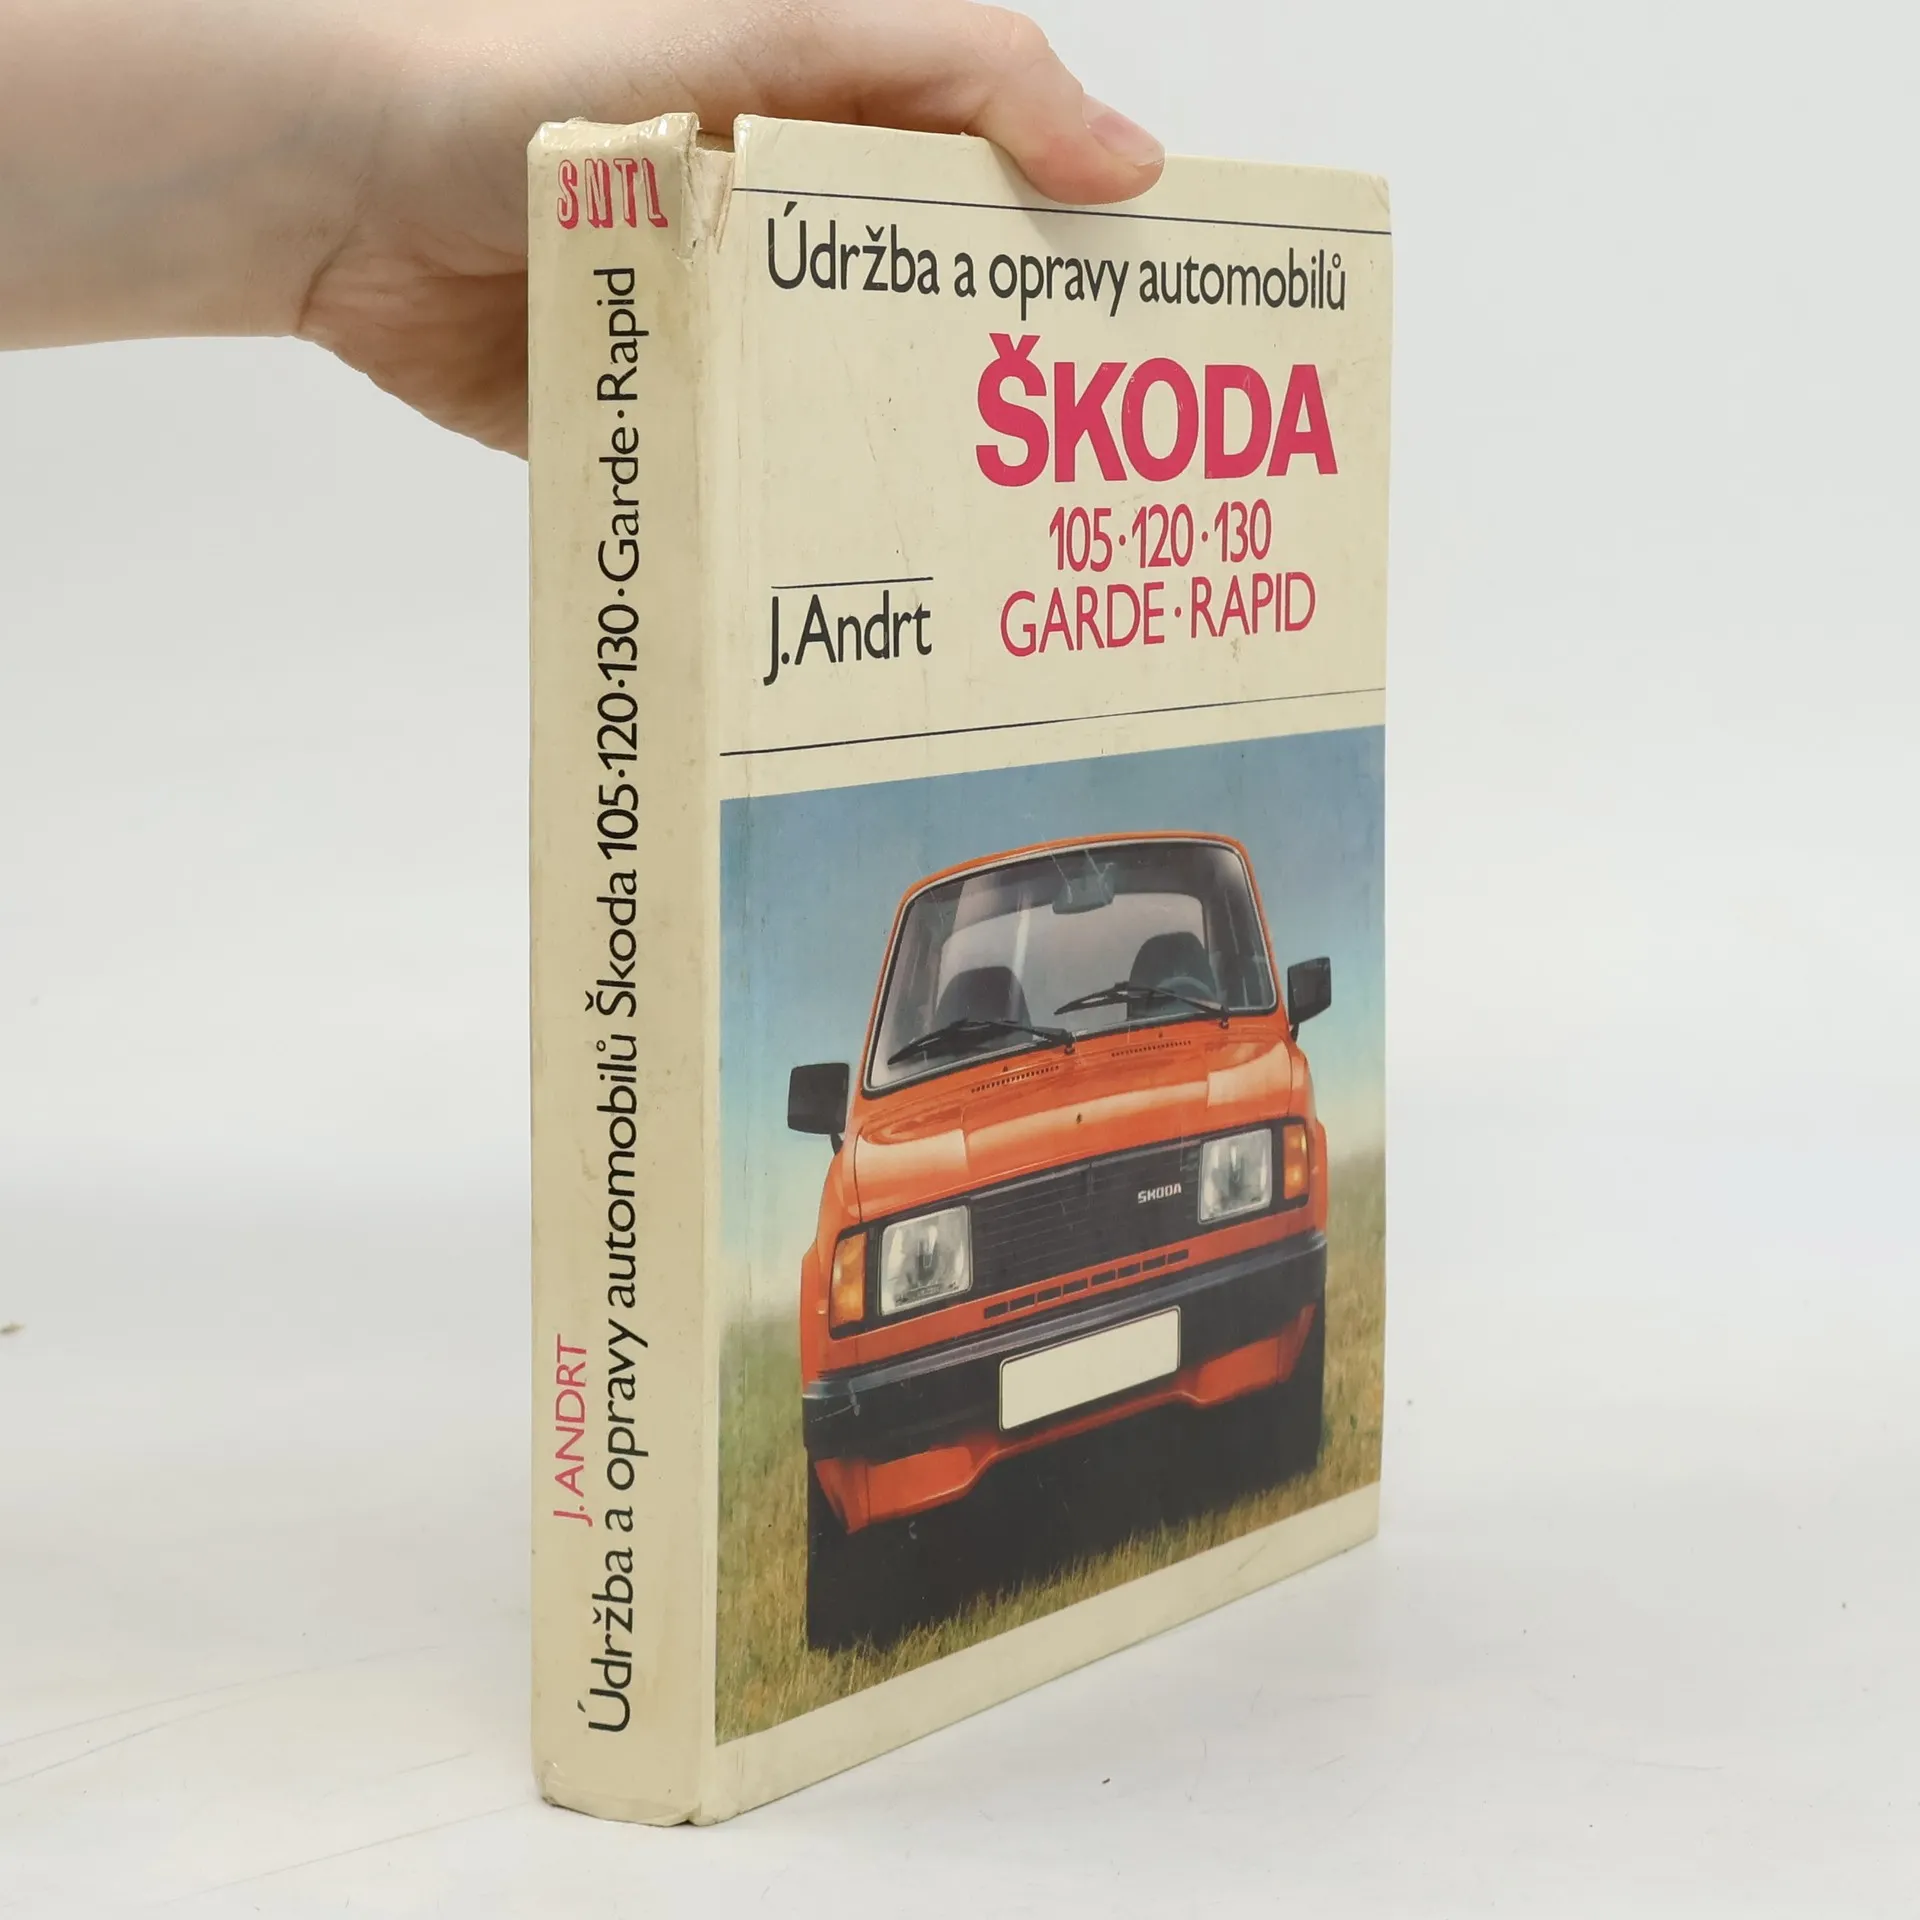 SNTL
J. ANDRT
Údržba a opravy automobilů Škoda 105·120·130·Garde·Rapid
Údržba a opravy automobilů
ŠKODA
105·120·130
GARDE·RAPID
J. Andrt
SKODA